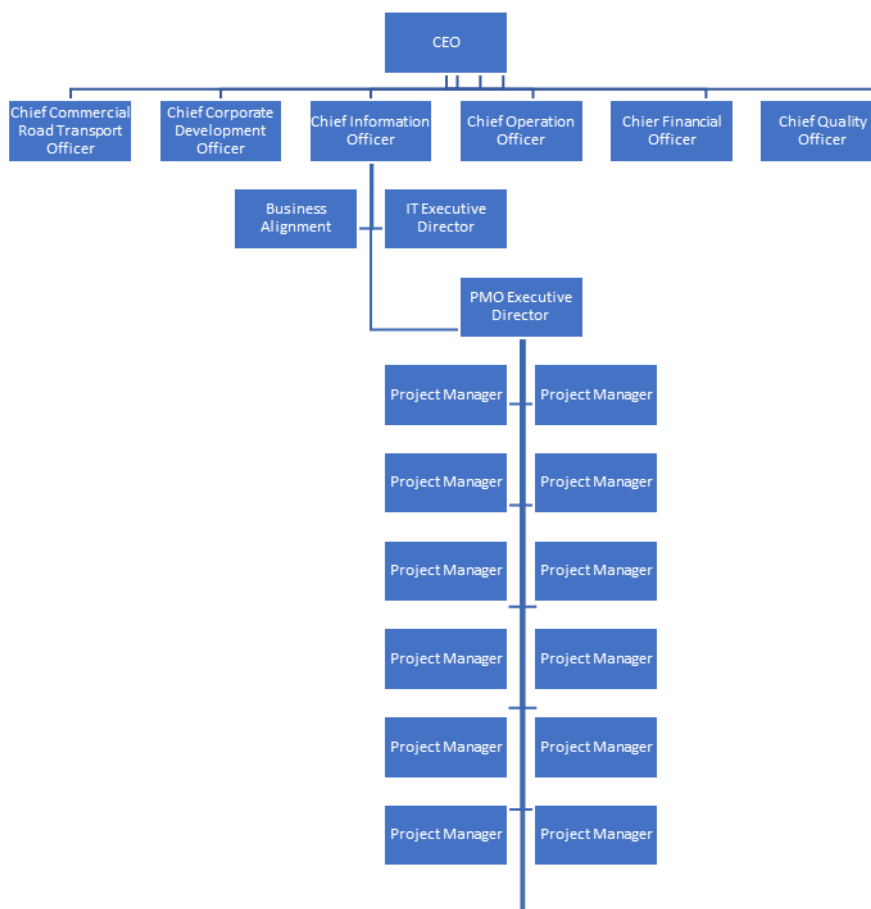 CEO
Chief Commercial
Road Transport
Officer
Chief Corporate
Development
Officer
Chief Information
Officer
Chief Operation
Officer
Chier Financial
Officer
Chief Quality
Officer
Business
Alignment
IT Executive
Director
PMO Executive
Director
Project Manager
Project Manager
Project Manager
Project Manager
Project Manager
Project Manager
Project Manager
Project Manager
Project Manager
Project Manager
Project Manager
Project Manager